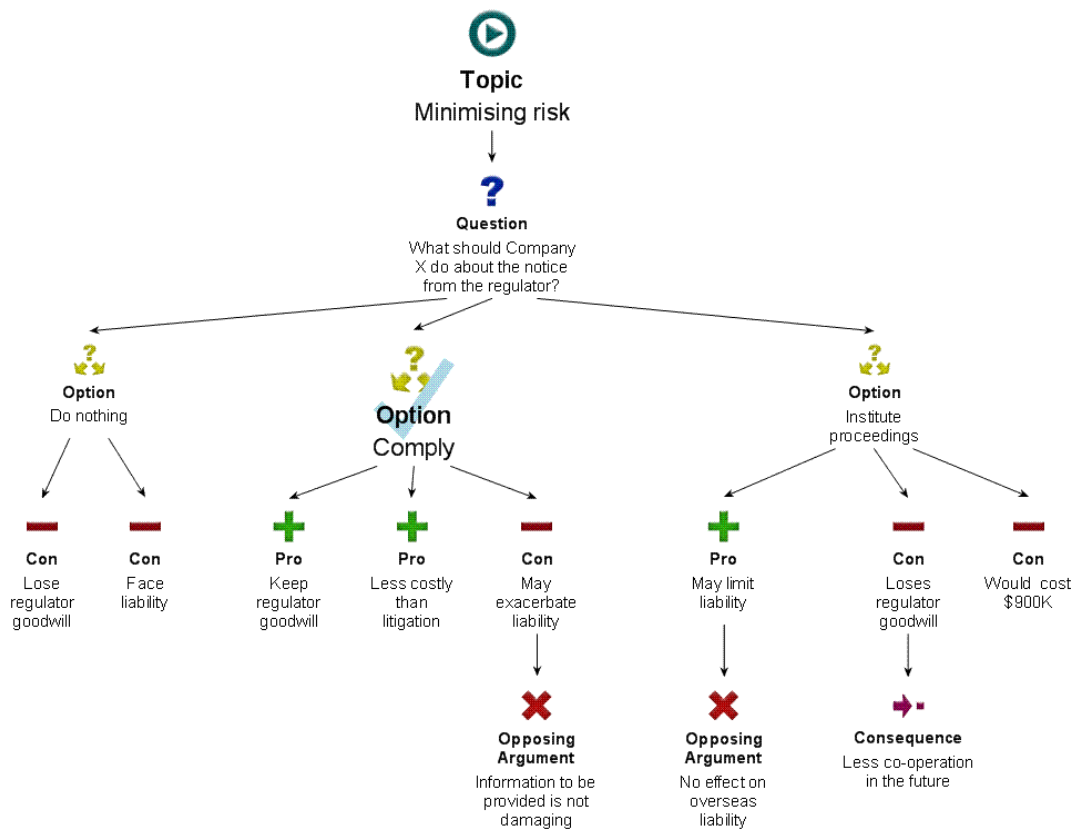 Topic
Minimising risk
?
Question
What should Company
X do about the notice
from the regulator?
?
Option
Do nothing
?
Option
Comply
?
Option
Institute
proceedings
Con
Lose
regulator
goodwill
Con
Face
liability
Pro
Keep
regulator
goodwill
Pro
Less costly
than
litigation
Con
May
exacerbate
liability
Pro
May limit
liability
Con
Loses
regulator
goodwill
Con
Would cost
$900K
Opposing
Argument
Information to be
provided is not
damaging
Opposing
Argument
No effect on
overseas
liability
Consequence
Less co-operation
in the future